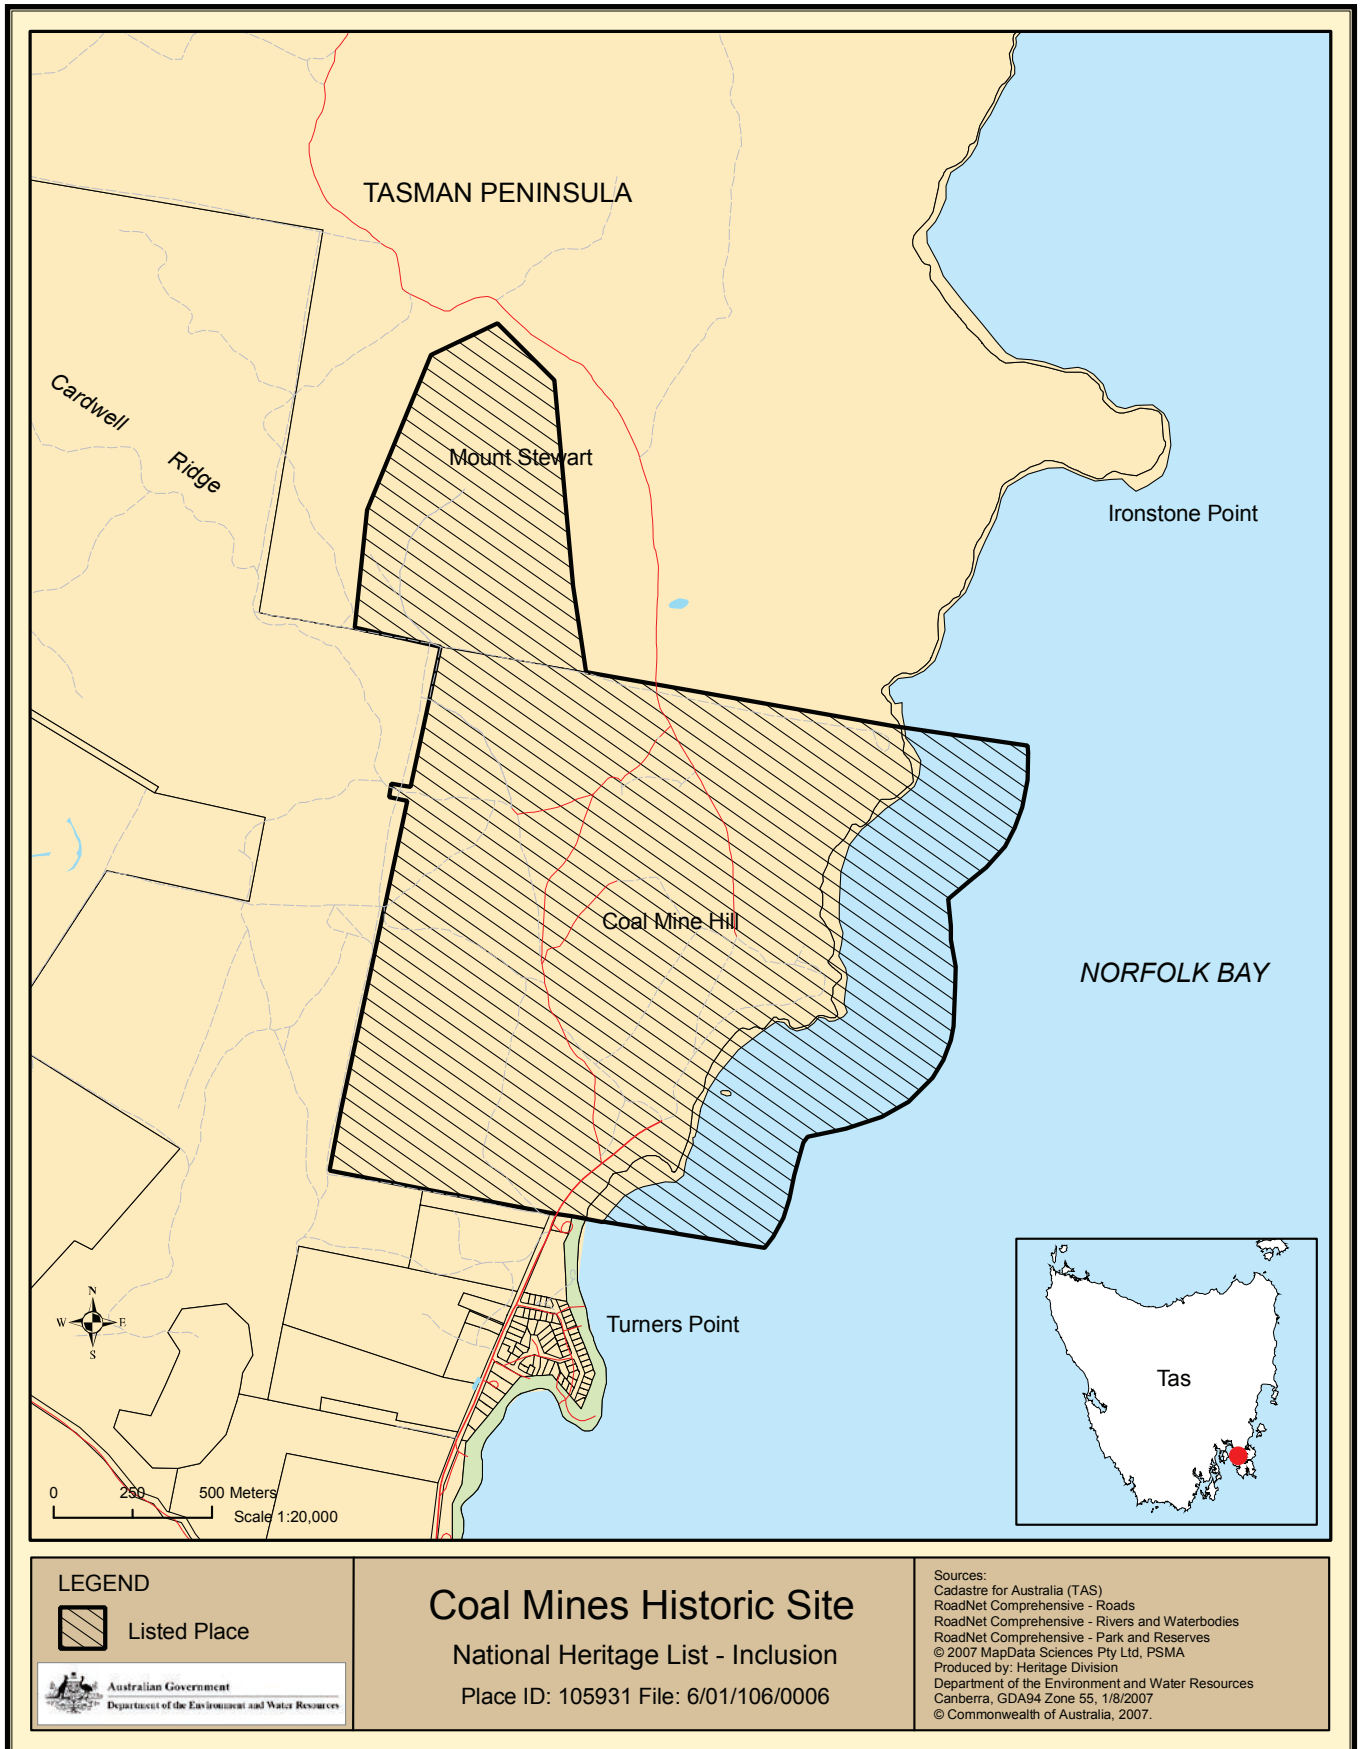 TASMAN PENINSULA
Cardwell
Ridge
Mount Stewart
Ironstone Point
Coal Mine Hill
NORFOLK BAY
Turners Point
N
W E
S
Tas
0 250 500 Meters
Scale 1:20,000
LEGEND
Listed Place
Australian Government
Department of the Environment and Water Resources
Coal Mines Historic Site
National Heritage List - Inclusion
Place ID: 105931 File: 6/01/106/0006
Sources:
Cadastre for Australia (TAS)
RoadNet Comprehensive - Roads
RoadNet Comprehensive - Rivers and Waterbodies
RoadNet Comprehensive - Park and Reserves
© 2007 MapData Sciences Pty Ltd, PSMA
Produced by: Heritage Division
Department of the Environment and Water Resources
Canberra, GDA94 Zone 55, 1/8/2007
© Commonwealth of Australia, 2007.